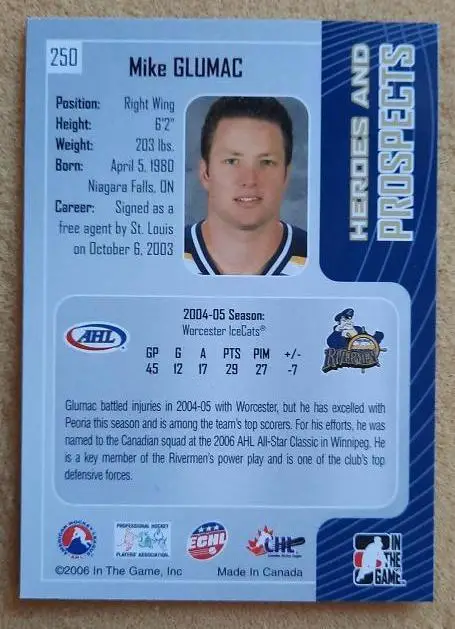 250
Mike GLUMAC
HEROES AND
PROSPECTS
Position: Right Wing
Height: 6'2"
Weight: 203 lbs.
Born: April 5, 1980
Niagara Falls, ON
Career: Signed as a
free agent by St. Louis
on October 6, 2003
2004-05 Season:
Worcester IceCats®
AHL
RIVERMEN
GP G A PTS PIM +/-
45 12 17 29 27 -7
Glumac battled injuries in 2004-05 with Worcester, but he has excelled with
Peoria this season and is among the team's top scorers. For his efforts, he was
named to the Canadian squad at the 2006 AHL All-Star Classic in Winnipeg. He
is a key member of the Rivermen's power play and is one of the club's top
defensive forces.
PROFESSIONAL HOCKEY
PLAYERS' ASSOCIATION
ECHL
CHL
IN
THE
GAME
©2006 In The Game, Inc Made In Canada